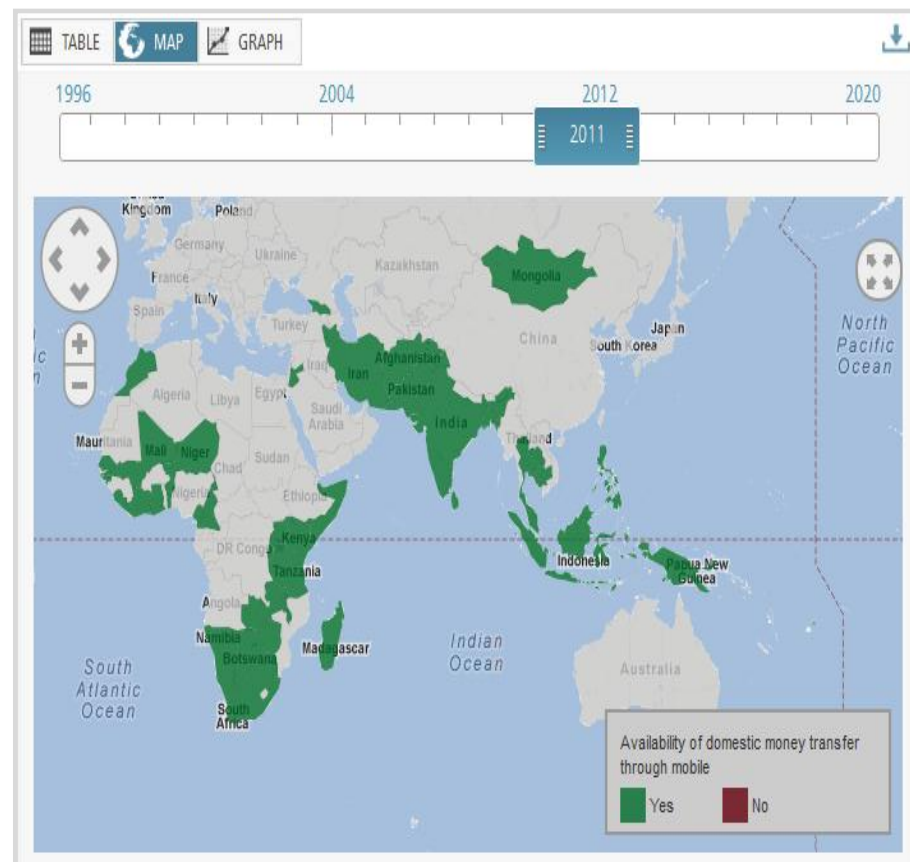 TABLE MAP GRAPH
1996 2004 2012 2020
2011
Kingdom Poland
Germany
Ukraine
France
Kazakhstan
Mongolia
Italy
Spain
Turkey
China
Japan
South Korea
North
Pacific
Ocean
Afghanistan
Iraq
Iran
Algeria
Libya
Egypt
Pakistan
Saudi
Arabia
India
Mauritania
Mali
Niger
Chad
Sudan
Thailand
Nigeria
Ethiopia
Kenya
DR Congo
Indonesia
Papua New
Guinea
Tanzania
Angola
Namibia
Botswana
Madagascar
Indian
Ocean
Australia
South
Atlantic
Ocean
South
Africa
Availability of domestic money transfer
through mobile
Yes No